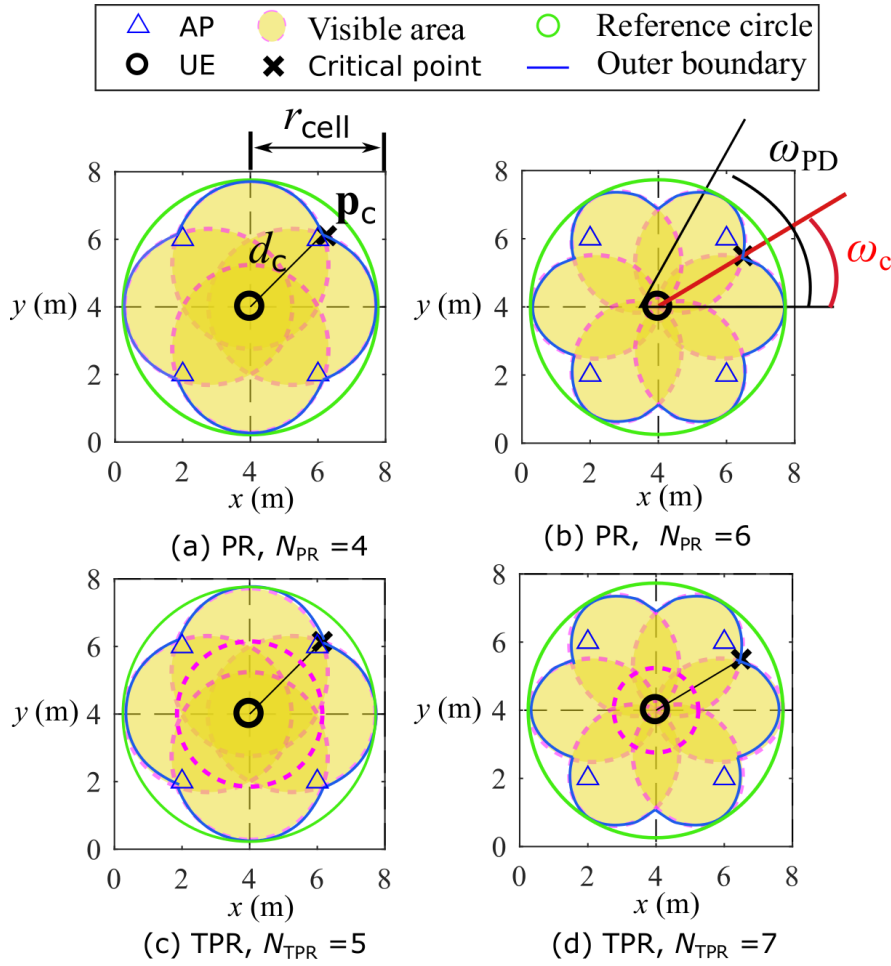 AP Visible area Reference circle
UE Critical point Outer boundary
r_cell
8
6
4
2
0
y (m)
p_c
d_c
0 2 4 6 8
x (m)
(a) PR, N_PR =4
8
6
4
2
0
y (m)
ω_PD
ω_c
0 2 4 6 8
x (m)
(b) PR, N_PR =6
8
6
4
2
0
y (m)
0 2 4 6 8
x (m)
(c) TPR, N_TPR =5
8
6
4
2
0
y (m)
0 2 4 6 8
x (m)
(d) TPR, N_TPR =7